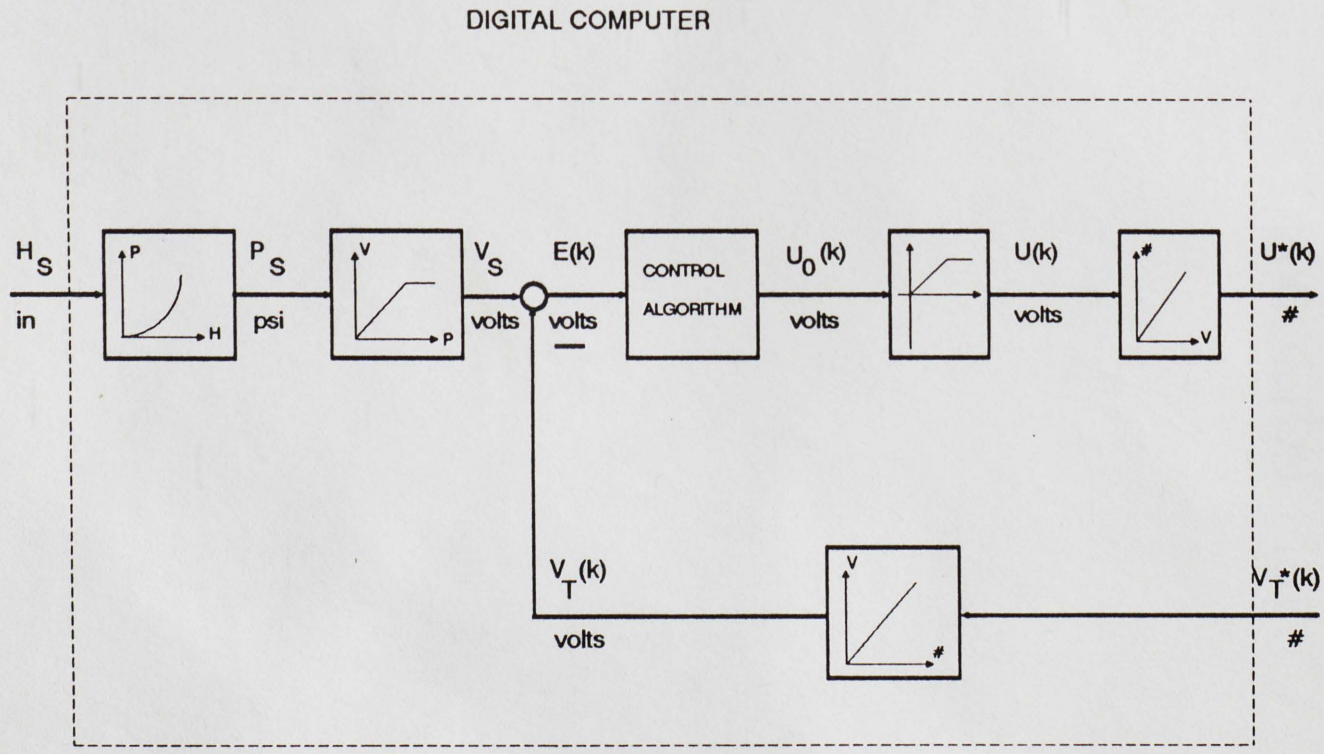 DIGITAL COMPUTER
H_S
in
P
H
P_S
psi
V
P
V_S
volts
E(k)
volts
CONTROL
ALGORITHM
U_0(k)
volts
U(k)
volts
#
V
U*(k)
#
V_T(k)
volts
V
#
V_T*(k)
#